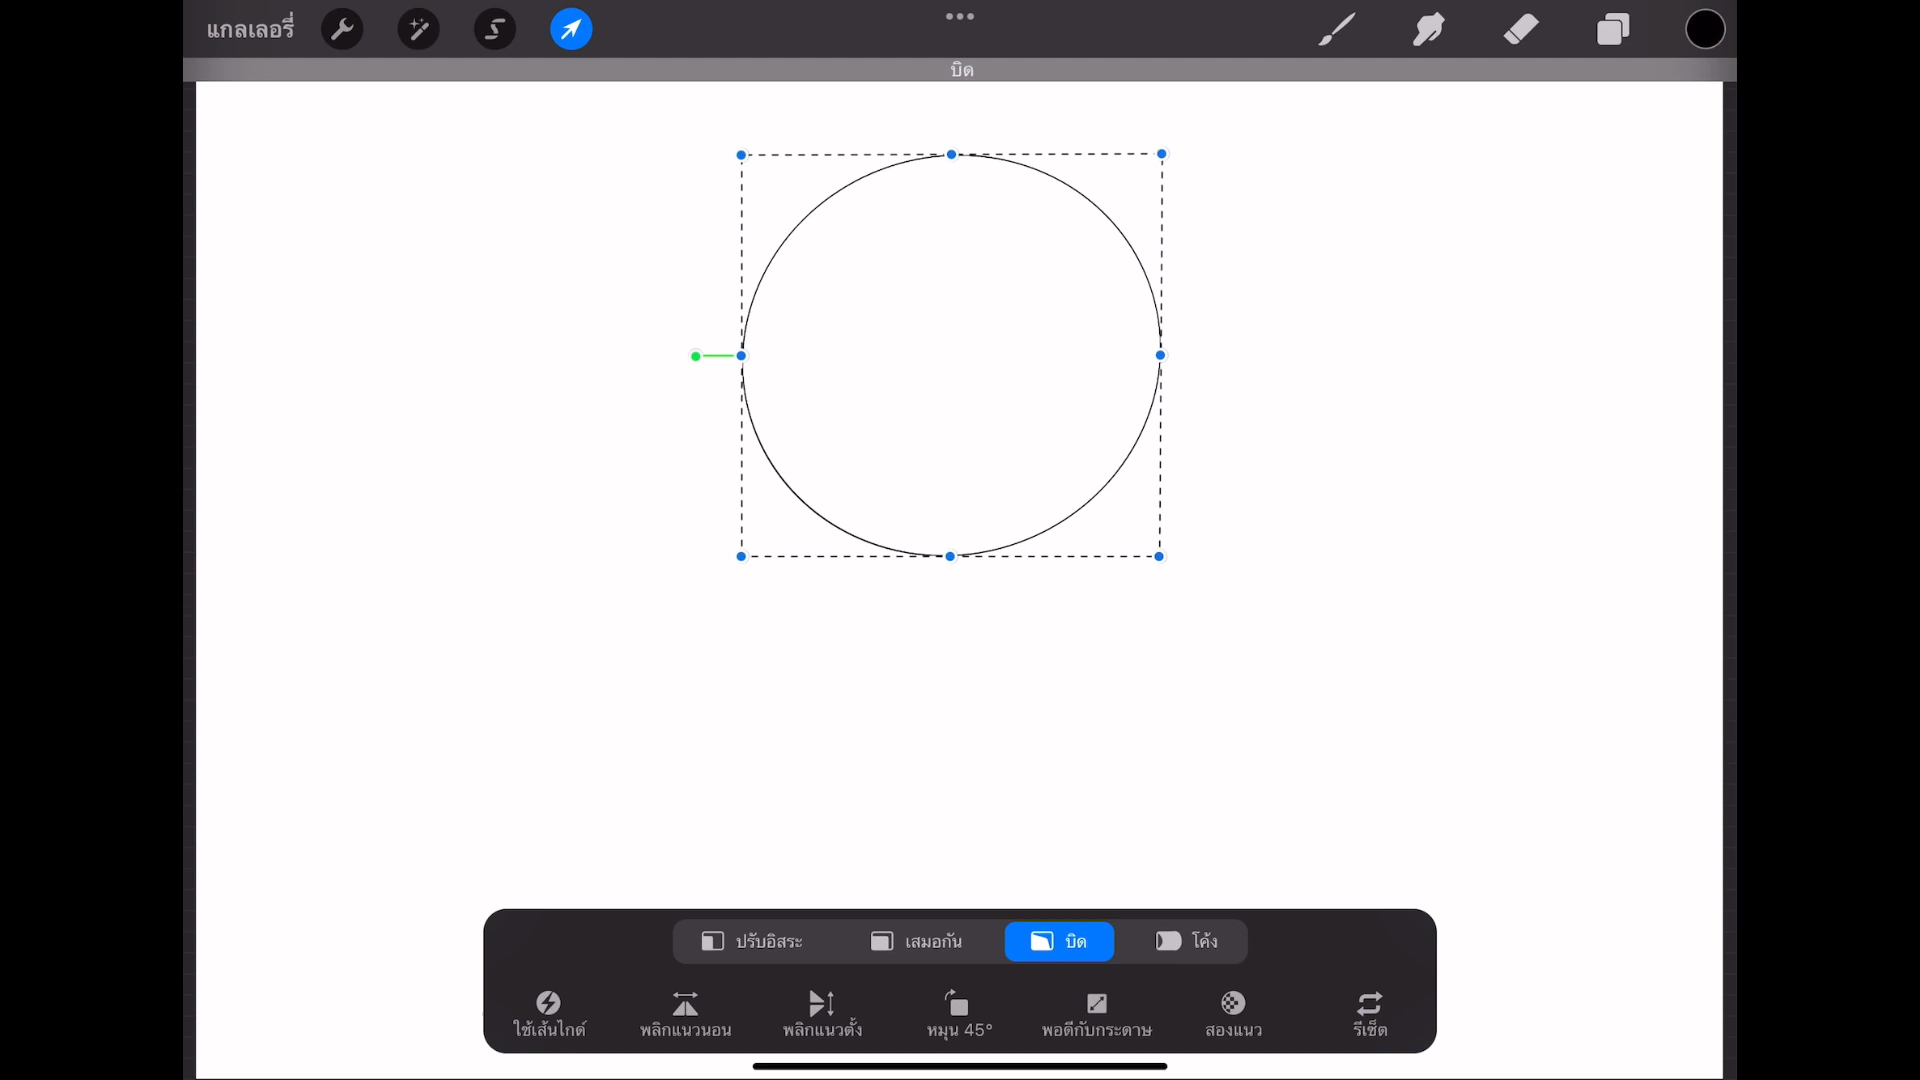 แกลเลอรี่
บิด
ปรับอิสระ เสมอกัน บิด โค้ง
ใช้เส้นไกด์ พลิกแนวนอน พลิกแนวตั้ง หมุน 45° พอดีกับกระดาษ สองแนว รีเซ็ต